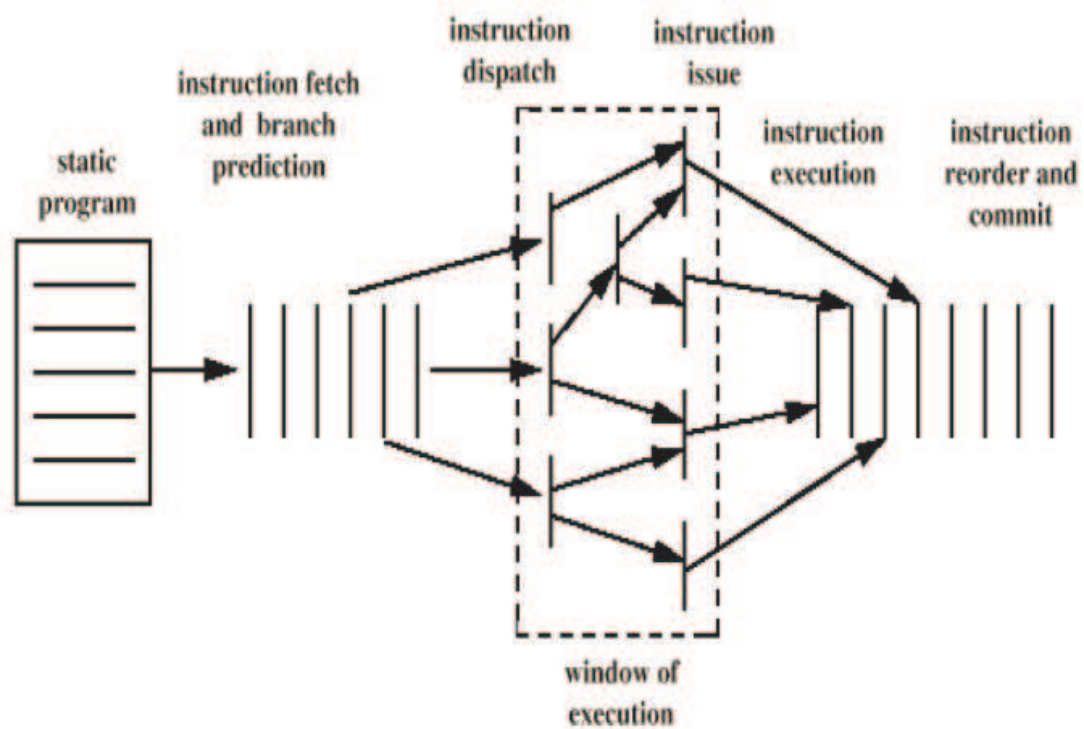 static
program
instruction fetch
and branch
prediction
instruction
dispatch
instruction
issue
instruction
execution
instruction
reorder and
commit
window of
execution